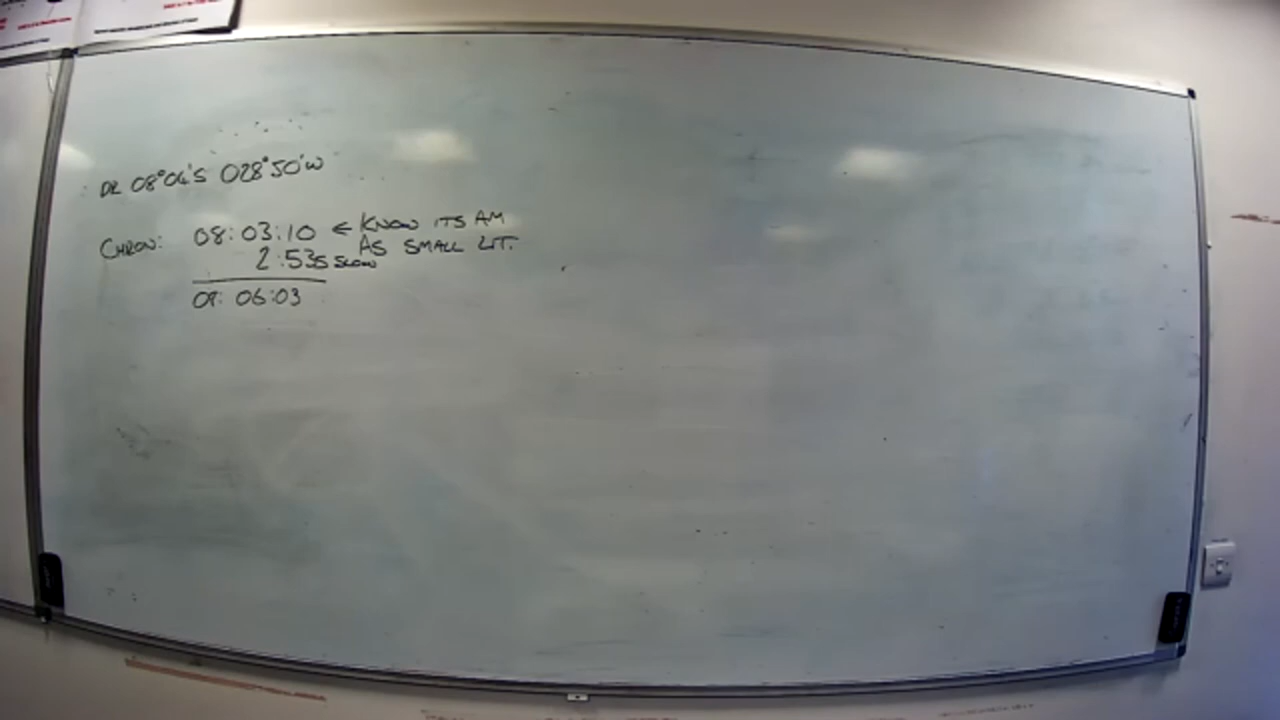 DR 08°04'S 028°50'W
CHRON: 08:03:10 ← KNOW ITS AM
AS SMALL LIT.
2:53s SLOW
08: 06:03